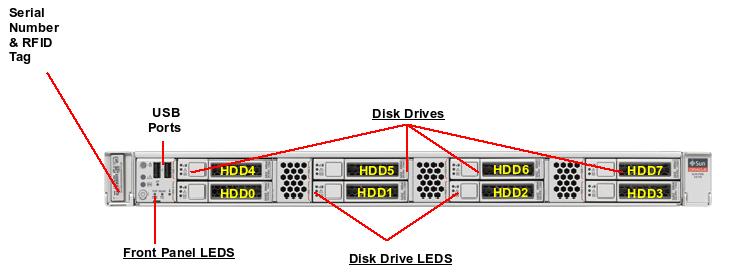 Serial
Number
& RFID
Tag
USB
Ports
Disk Drives
HDD4
HDD5
HDD6
HDD7
HDD0
HDD1
HDD2
HDD3
Sun
ORACLE
Front Panel LEDS
Disk Drive LEDS